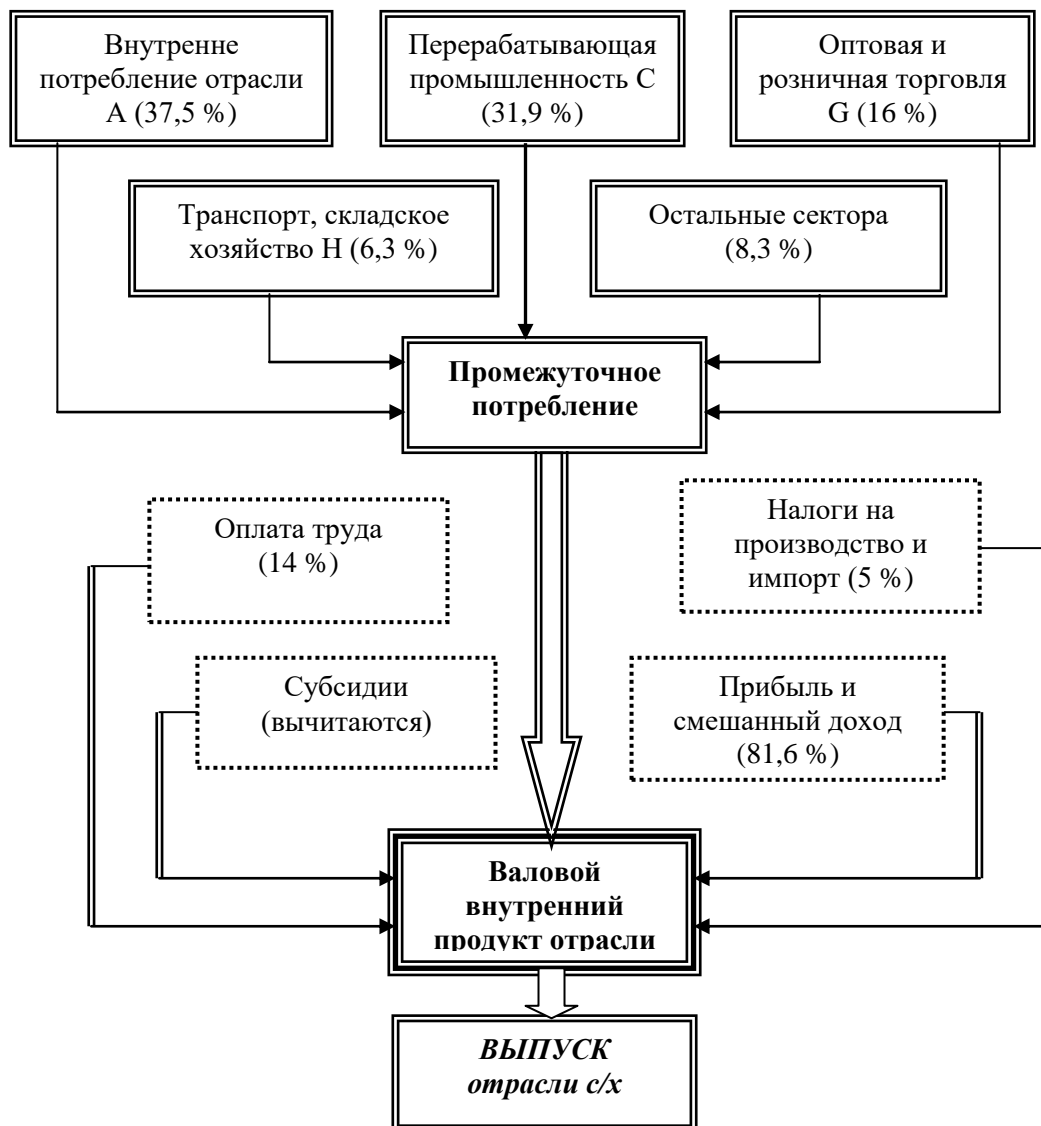 Внутренне
потребление отрасли
А (37,5 %)
Перерабатывающая
промышленность С
(31,9 %)
Оптовая и
розничная торговля
G (16 %)
Транспорт, складское
хозяйство Н (6,3 %)
Остальные сектора
(8,3 %)
Промежуточное
потребление
Оплата труда
(14 %)
Налоги на
производство и
импорт (5 %)
Субсидии
(вычитаются)
Прибыль и
смешанный доход
(81,6 %)
Валовой
внутренний
продукт отрасли
ВЫПУСК
отрасли с/х